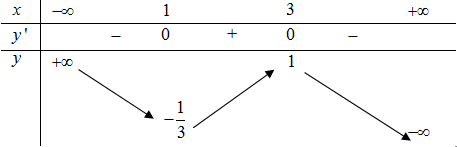 x −∞ 1 3 +∞
y' − 0 + 0 −
y +∞ −1/3 1 −∞